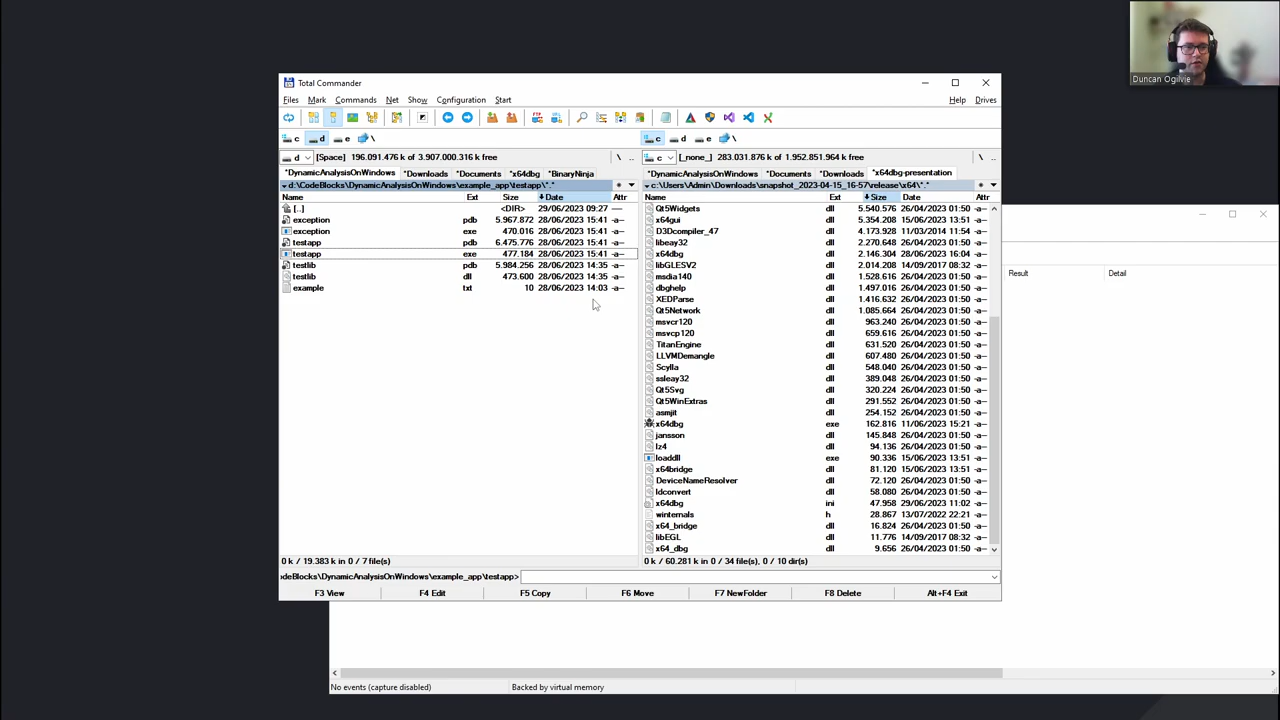 Duncan Ogilvie
Total Commander
Files Mark Commands Net Show Configuration Start Help Drives
c d e \ c d e \
d [Space] 196.091.476 k of 3.907.000.316 k free \ ..
c [_none_] 283.031.876 k of 1.952.851.964 k free \ ..
*DynamicAnalysisOnWindows *Downloads *Documents *x64dbg *BinaryNinja
*DynamicAnalysisOnWindows *Documents *Downloads *x64dbg-presentation
d:\CodeBlocks\DynamicAnalysisOnWindows\example_app\testapp\*.*
c:\Users\Admin\Downloads\snapshot_2023-04-15_16-57\release\x64\*.*
Name Ext Size Date Attr
[..] <DIR> 29/06/2023 09:27 ----
exception pdb 5.967.872 28/06/2023 15:41 -a--
exception exe 470.016 28/06/2023 15:41 -a--
testapp pdb 6.475.776 28/06/2023 15:41 -a--
testapp exe 477.184 28/06/2023 15:41 -a--
testlib pdb 5.984.256 28/06/2023 14:35 -a--
testlib dll 473.600 28/06/2023 14:35 -a--
example txt 10 28/06/2023 14:03 -a--
0 k / 19.383 k in 0 / 7 file(s)
Name Ext Size Date Attr
Qt5Widgets dll 5.540.576 26/04/2023 01:50 -a--
x64gui dll 5.354.208 15/06/2023 13:51 -a--
D3Dcompiler_47 dll 4.173.928 11/03/2014 11:54 -a--
libeay32 dll 2.270.648 26/04/2023 01:50 -a--
x64dbg dll 2.146.304 28/06/2023 16:04 -a--
libGLESV2 dll 2.014.208 14/09/2017 08:32 -a--
msdia140 dll 1.528.616 26/04/2023 01:50 -a--
dbghelp dll 1.497.016 26/04/2023 01:50 -a--
XEDParse dll 1.416.632 26/04/2023 01:50 -a--
Qt5Network dll 1.085.664 26/04/2023 01:50 -a--
msvcr120 dll 963.240 26/04/2023 01:50 -a--
msvcp120 dll 659.616 26/04/2023 01:50 -a--
TitanEngine dll 631.520 26/04/2023 01:50 -a--
LLVMDemangle dll 607.480 26/04/2023 01:50 -a--
Scylla dll 548.040 26/04/2023 01:50 -a--
ssleay32 dll 389.048 26/04/2023 01:50 -a--
Qt5Svg dll 320.224 26/04/2023 01:50 -a--
Qt5WinExtras dll 291.552 26/04/2023 01:50 -a--
asmjit dll 254.152 26/04/2023 01:50 -a--
x64dbg exe 162.816 11/06/2023 15:21 -a--
jansson dll 145.848 26/04/2023 01:50 -a--
lz4 dll 94.136 26/04/2023 01:50 -a--
loaddll exe 90.336 15/06/2023 13:51 -a--
x64bridge dll 81.120 15/06/2023 13:51 -a--
DeviceNameResolver dll 72.120 26/04/2023 01:50 -a--
ldconvert dll 58.080 26/04/2023 01:50 -a--
x64dbg ini 47.958 29/06/2023 11:02 -a--
winternals h 28.867 13/07/2022 22:21 -a--
x64_bridge dll 16.824 26/04/2023 01:50 -a--
libEGL dll 11.776 14/09/2017 08:32 -a--
x64_dbg dll 9.656 26/04/2023 01:50 -a--
0 k / 60.281 k in 0 / 34 file(s), 0 / 10 dir(s)
odeBlocks\DynamicAnalysisOnWindows\example_app\testapp>
F3 View F4 Edit F5 Copy F6 Move F7 NewFolder F8 Delete Alt+F4 Exit
Result Detail
No events (capture disabled) Backed by virtual memory